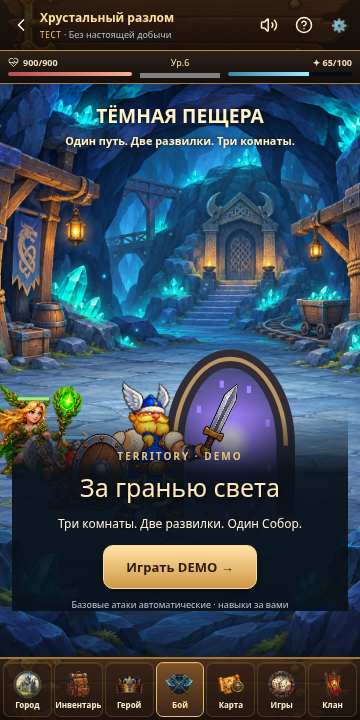 Хрустальный разлом
ТЕСТ · Без настоящей добычи
900/900
Ур.6
65/100
ТЁМНАЯ ПЕЩЕРА
Один путь. Две развилки. Три комнаты.
TERRITORY · DEMO
За гранью света
Три комнаты. Две развилки. Один Собор.
Играть DEMO →
Базовые атаки автоматические · навыки за вами
Город
Инвентарь
Герой
Бой
Карта
Игры
Клан